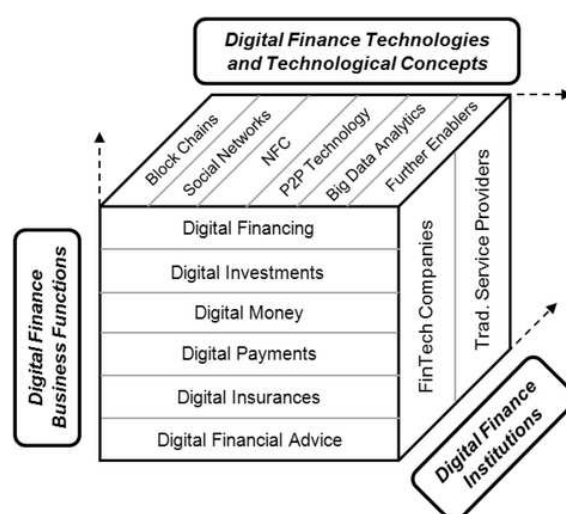 Digital Finance Technologies
and Technological Concepts
Block Chains
Social Networks
NFC
P2P Technology
Big Data Analytics
Further Enablers
Digital Finance
Business Functions
Digital Financing
Digital Investments
Digital Money
Digital Payments
Digital Insurances
Digital Financial Advice
FinTech Companies
Trad. Service Providers
Digital Finance
Institutions